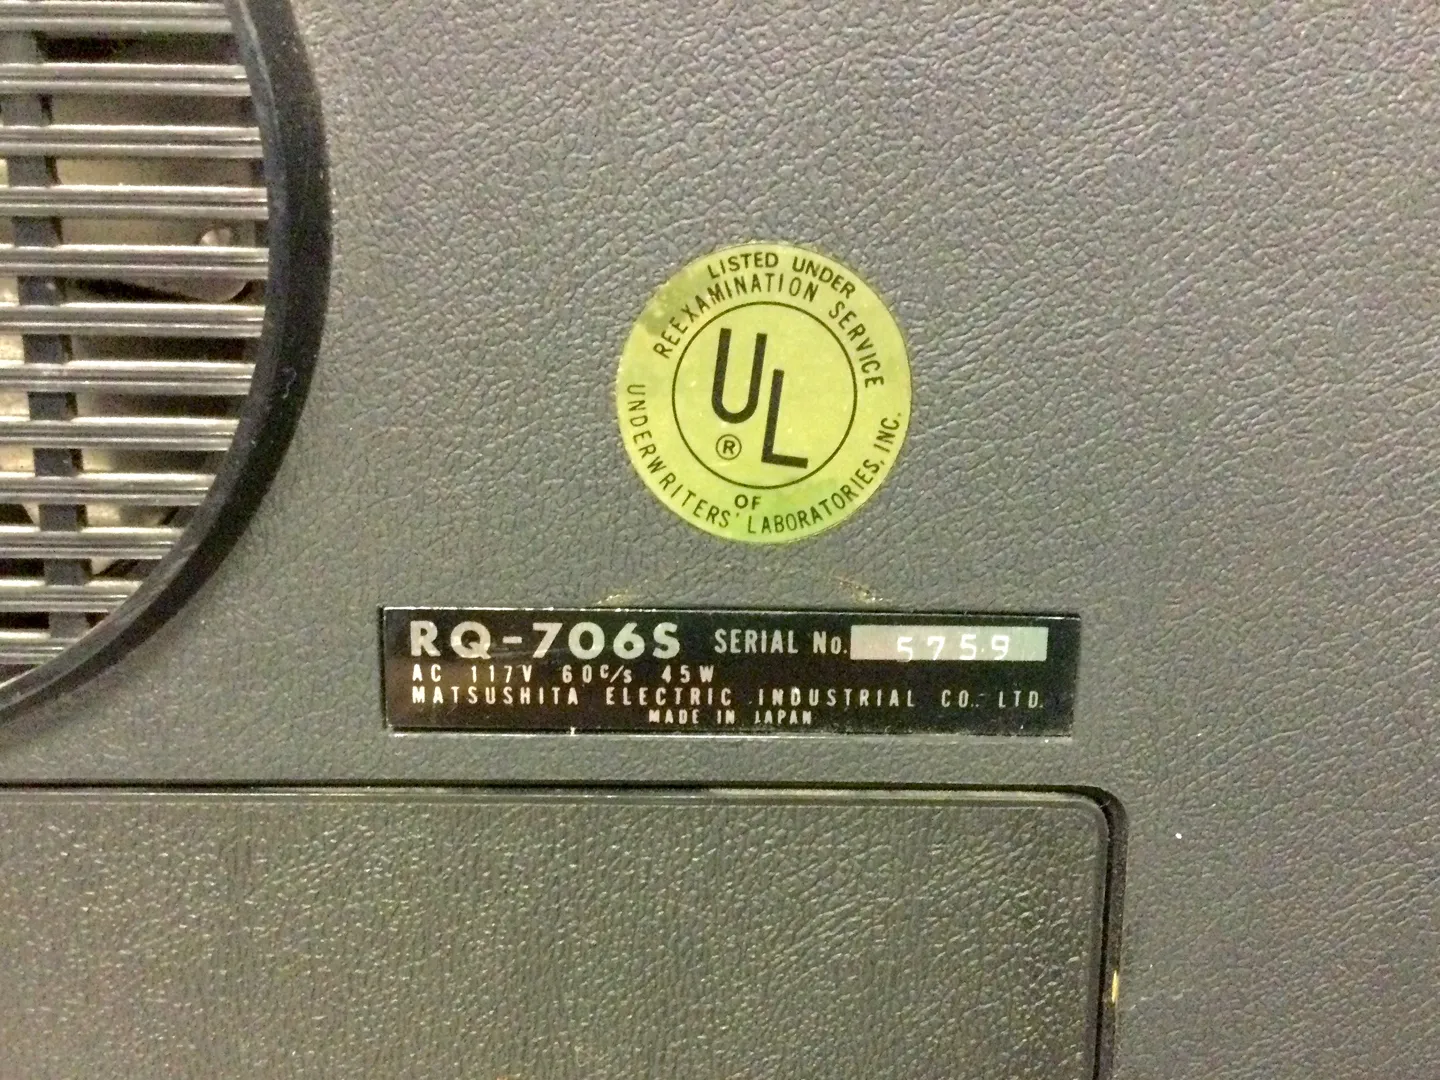 LISTED UNDER
REEXAMINATION SERVICE
UL
®
OF
UNDERWRITERS' LABORATORIES, INC.
RQ-706S SERIAL No. 5759
AC 117V 60c/s 45W
MATSUSHITA ELECTRIC INDUSTRIAL CO. LTD.
MADE IN JAPAN